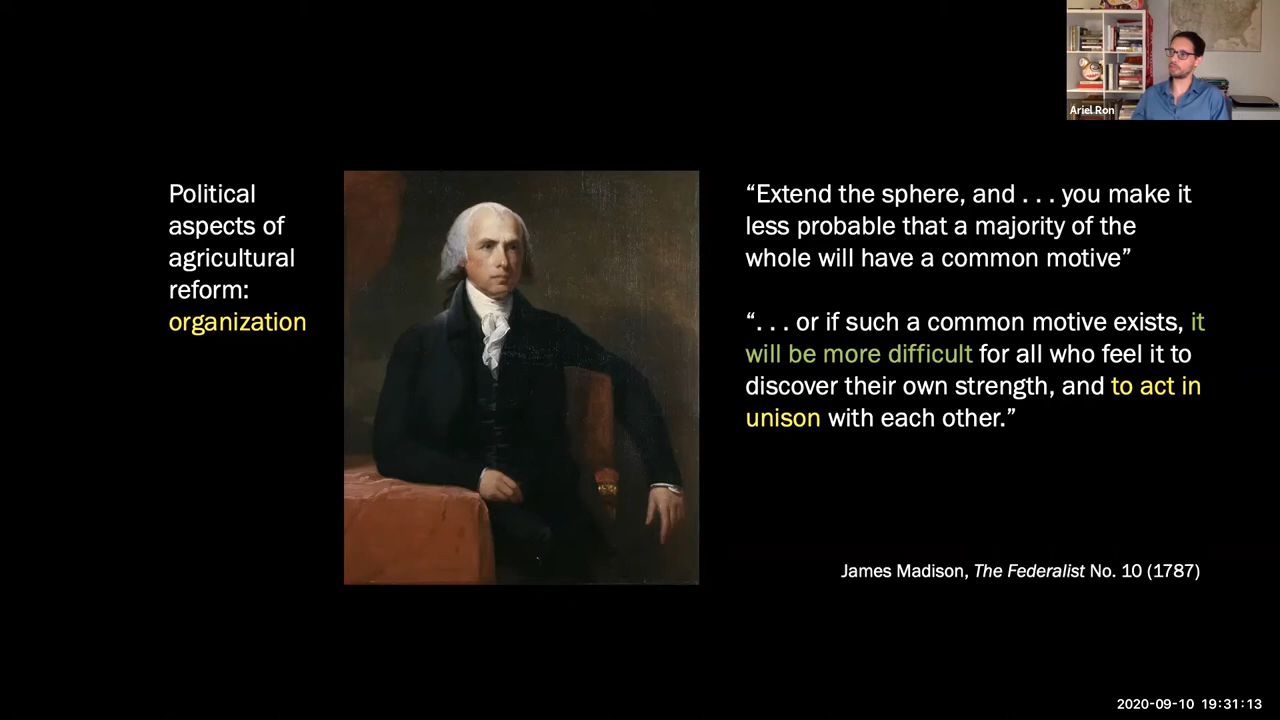 Ariel Ron
Political
aspects of
agricultural
reform:
organization
“Extend the sphere, and . . . you make it
less probable that a majority of the
whole will have a common motive”
“. . . or if such a common motive exists, it
will be more difficult for all who feel it to
discover their own strength, and to act in
unison with each other.”
James Madison, The Federalist No. 10 (1787)
2020-09-10 19:31:13